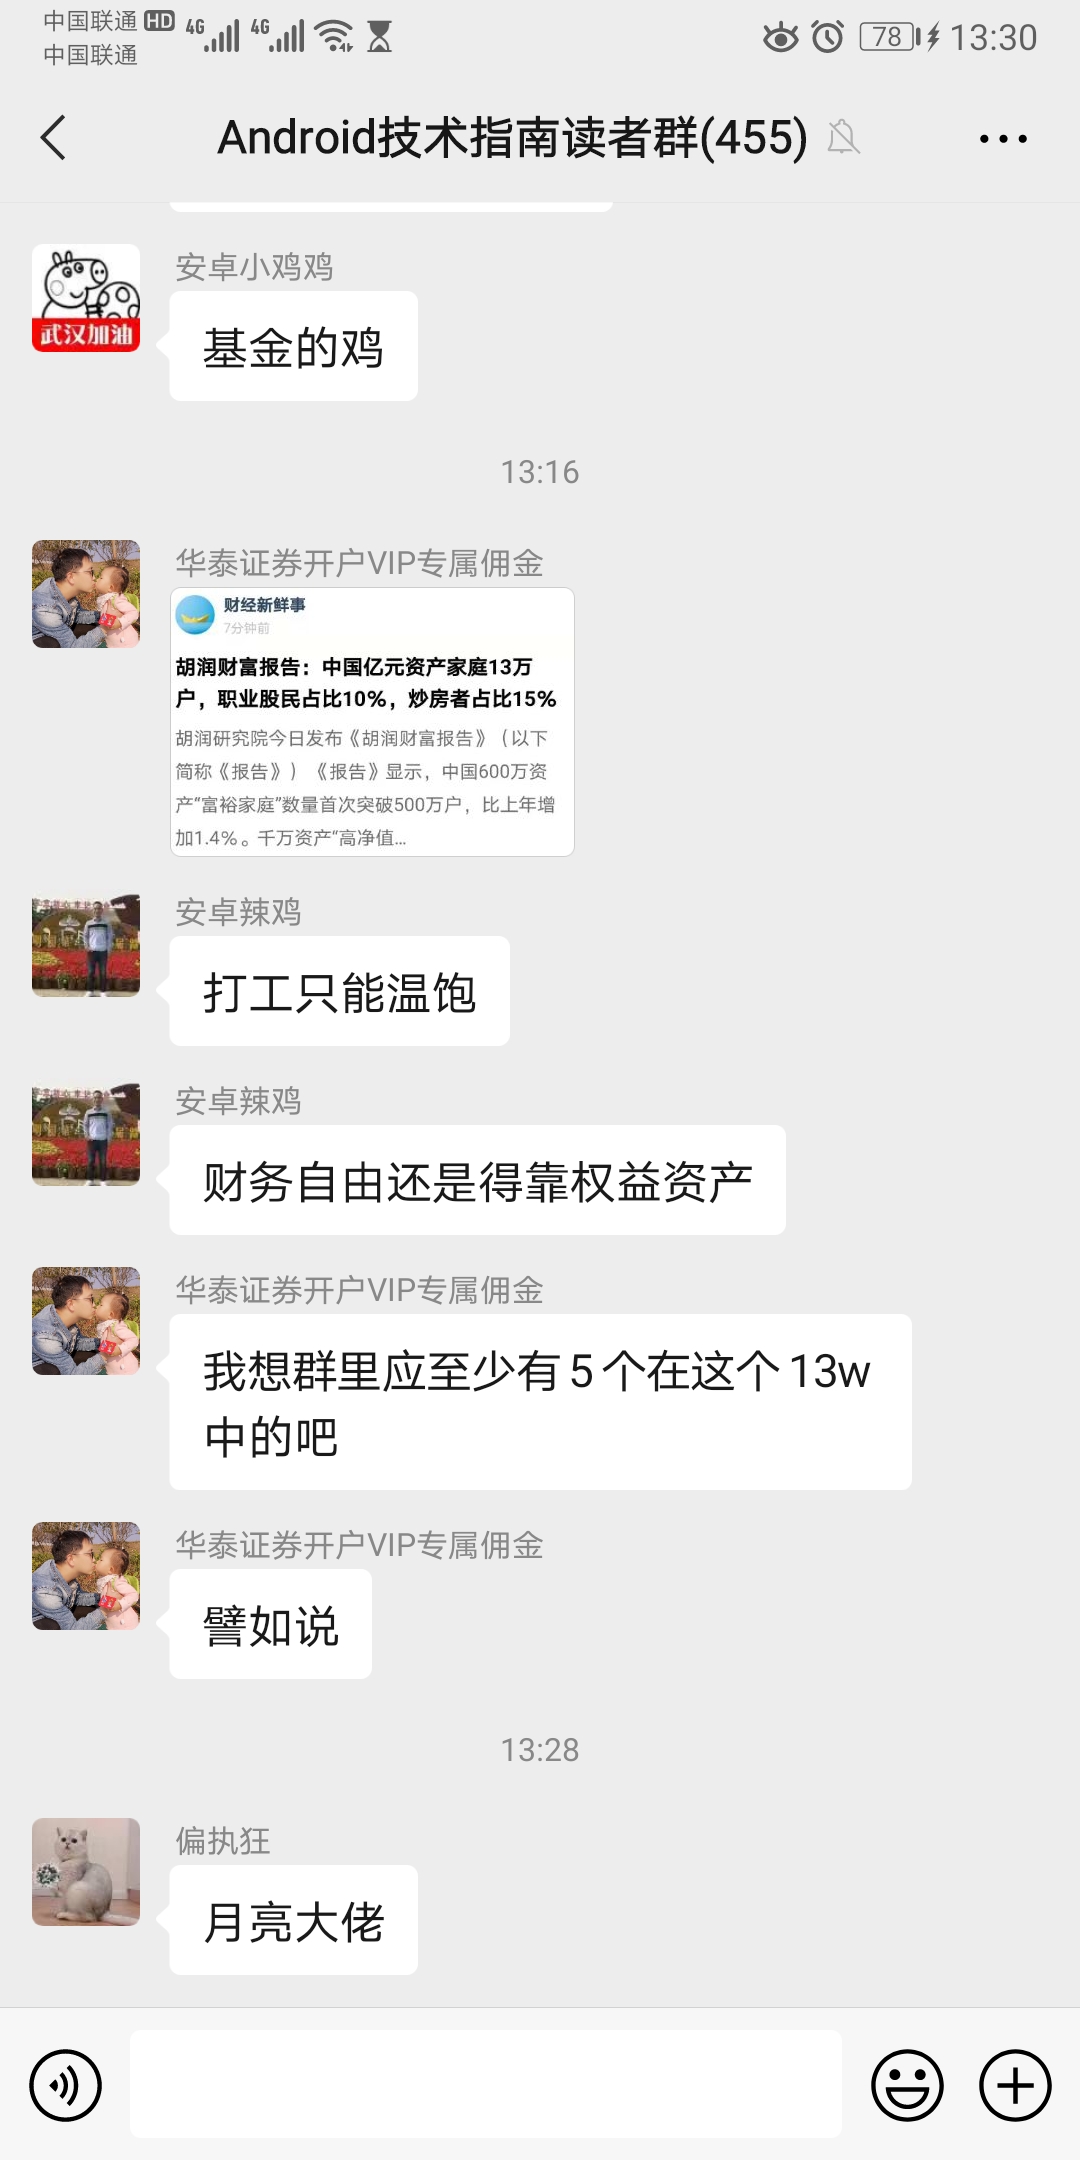 中国联通 HD 4G 4G 78 13:30
中国联通
Android技术指南读者群(455)
安卓小鸡鸡
武汉加油
基金的鸡
13:16
华泰证券开户VIP专属佣金
财经新鲜事
7分钟前
胡润财富报告：中国亿元资产家庭13万
户，职业股民占比10%，炒房者占比15%
胡润研究院今日发布《胡润财富报告》（以下
简称《报告》）《报告》显示，中国600万资
产“富裕家庭”数量首次突破500万户，比上年增
加1.4%。千万资产“高净值...
安卓辣鸡
打工只能温饱
安卓辣鸡
财务自由还是得靠权益资产
华泰证券开户VIP专属佣金
我想群里应至少有5个在这个13w
中的吧
华泰证券开户VIP专属佣金
譬如说
13:28
偏执狂
月亮大佬